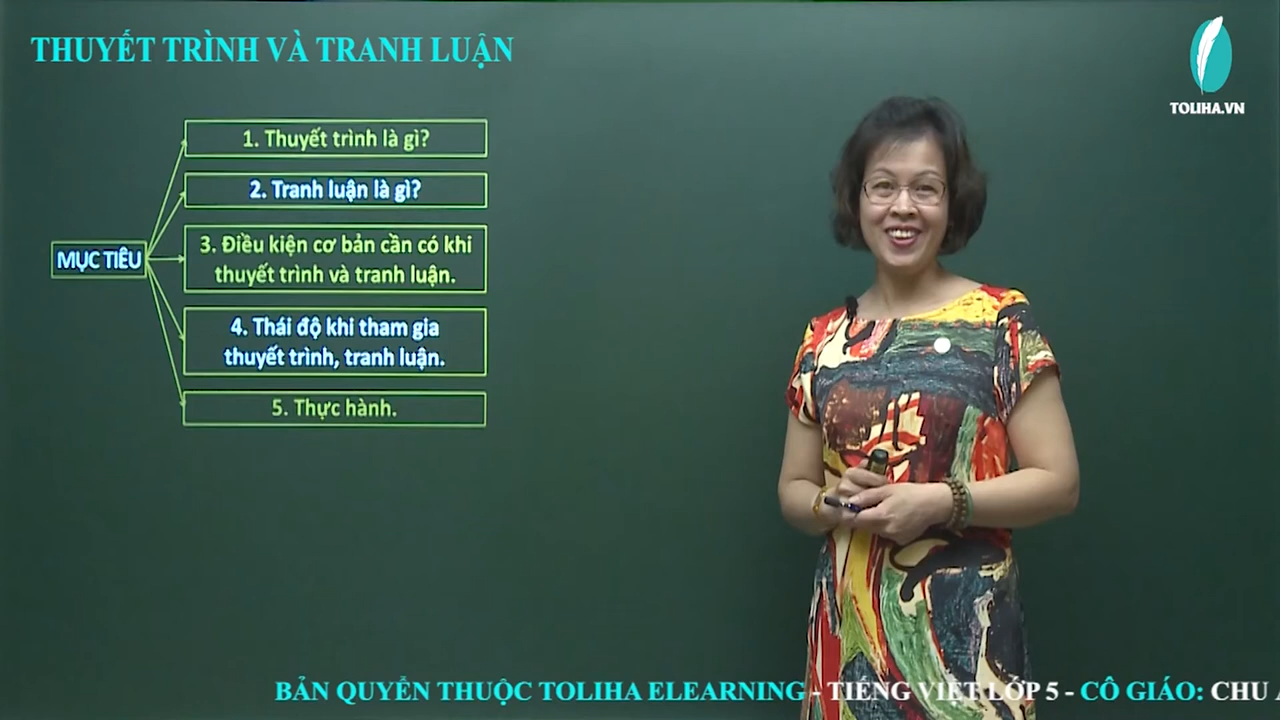 THUYẾT TRÌNH VÀ TRANH LUẬN
TOLIHA.VN
1. Thuyết trình là gì?
2. Tranh luận là gì?
3. Điều kiện cơ bản cần có khi
thuyết trình và tranh luận.
MỤC TIÊU
4. Thái độ khi tham gia
thuyết trình, tranh luận.
5. Thực hành.
BẢN QUYỀN THUỘC TOLIHA ELEARNING - TIẾNG VIỆT LỚP 5 - CÔ GIÁO: CHU